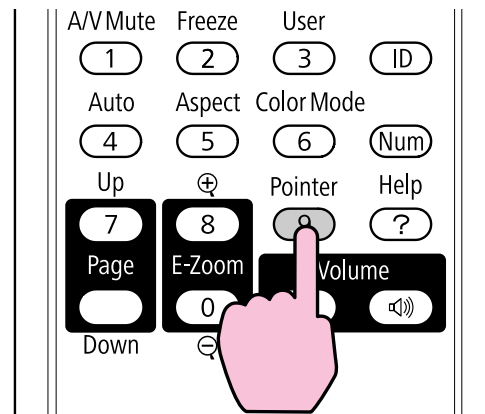 A/V Mute Freeze User
1 2 3 ID
Auto Aspect Color Mode
4 5 6 Num
Up Pointer Help
7 8 9 ?
Page E-Zoom Volume
0
Down